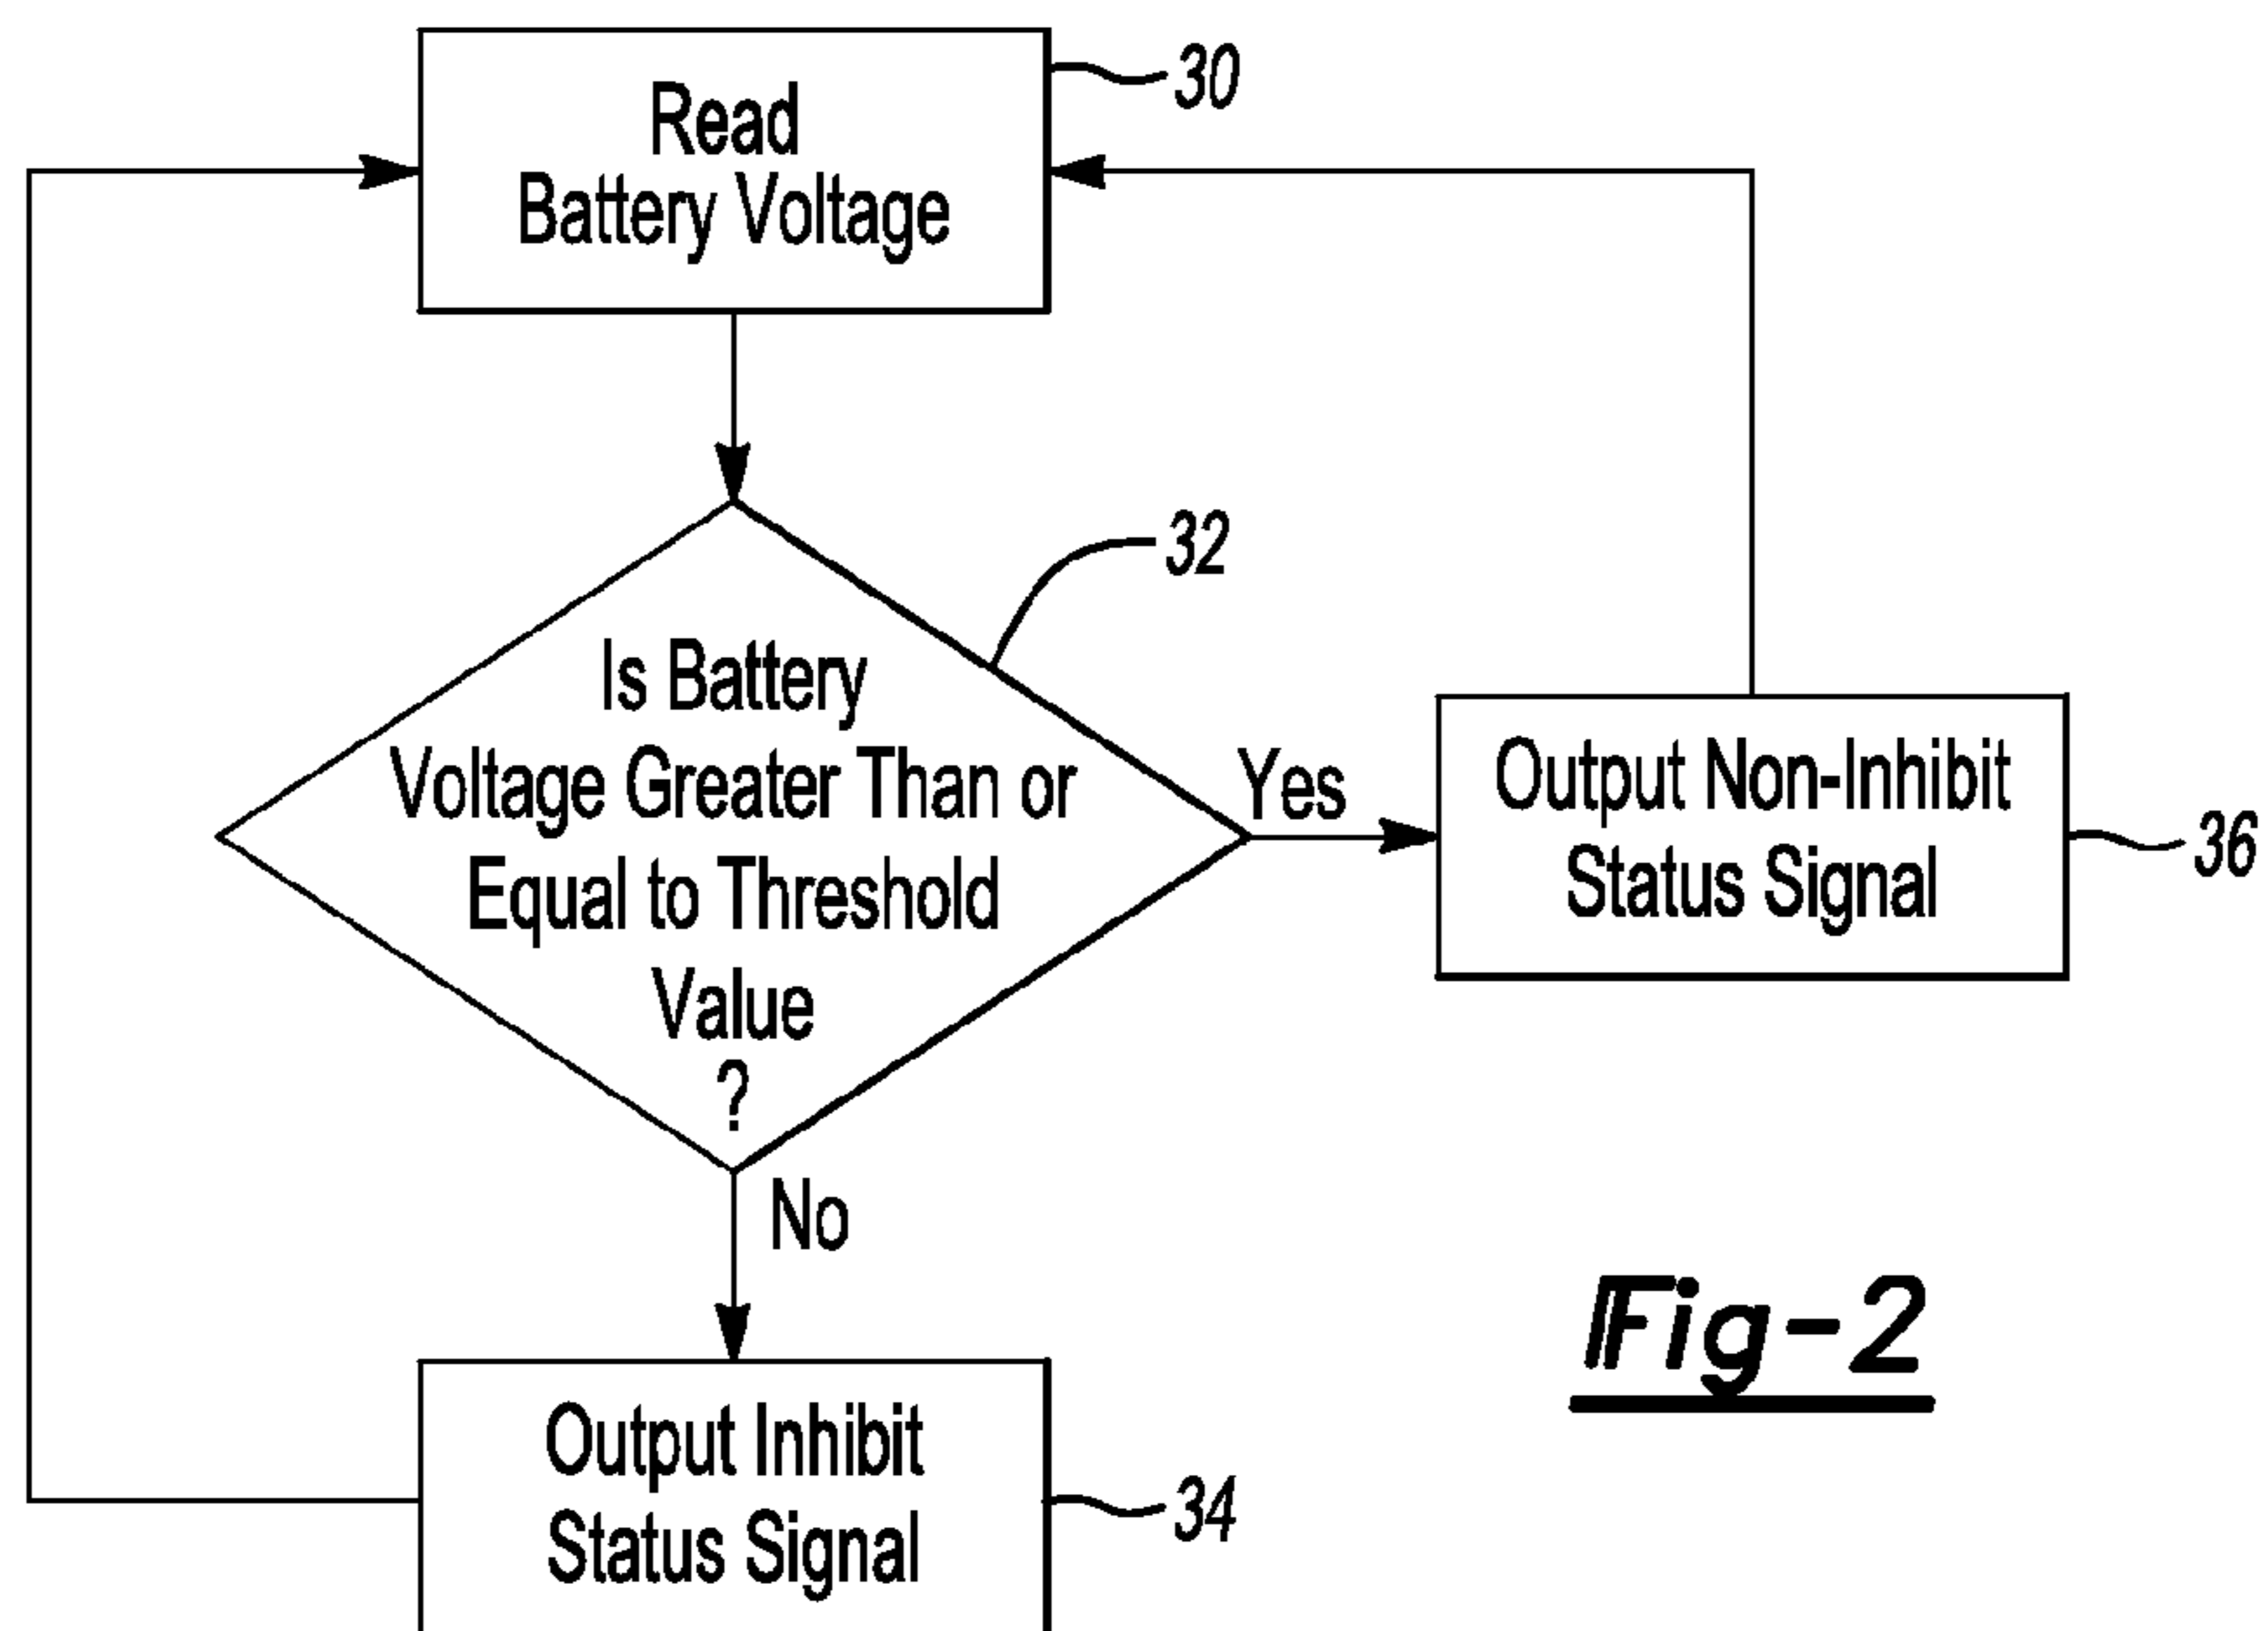 Read
Battery Voltage
30
Is Battery
Voltage Greater Than or
Equal to Threshold
Value
?
32
Yes
Output Non-Inhibit
Status Signal
36
No
Output Inhibit
Status Signal
34
Fig-2